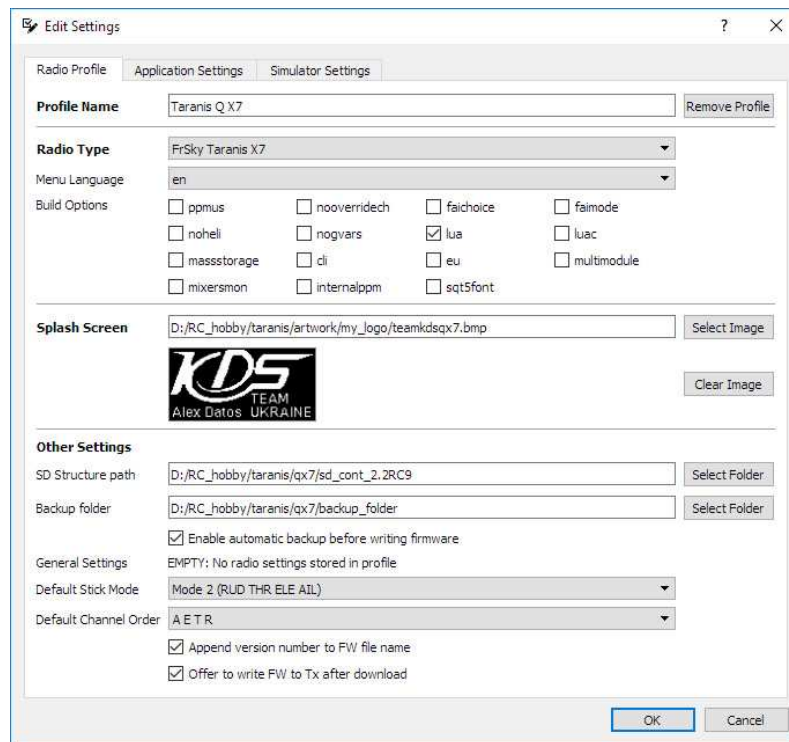 Edit Settings
Radio Profile Application Settings Simulator Settings
Profile Name Taranis Q X7 Remove Profile
Radio Type FrSky Taranis X7
Menu Language en
Build Options ppmus nooverridech faichoice faimode
noheli nogvars lua luac
massstorage cli eu multimodule
mixersmon internalppm sqt5font
Splash Screen D:/RC_hobby/taranis/artwork/my_logo/teamkdsqx7.bmp Select Image
KDS
TEAM
Alex Datos UKRAINE
Clear Image
Other Settings
SD Structure path D:/RC_hobby/taranis/qx7/sd_cont_2.2RC9 Select Folder
Backup folder D:/RC_hobby/taranis/qx7/backup_folder Select Folder
Enable automatic backup before writing firmware
General Settings EMPTY: No radio settings stored in profile
Default Stick Mode Mode 2 (RUD THR ELE AIL)
Default Channel Order A E T R
Append version number to FW file name
Offer to write FW to Tx after download
OK Cancel